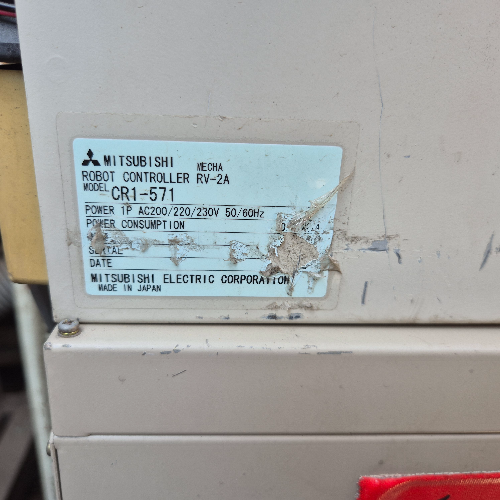 MITSUBISHI
MECHA
ROBOT CONTROLLER RV-2A
MODEL CR1-571
POWER 1P AC200/220/230V 50/60Hz
POWER CONSUMPTION
SERIAL
DATE
MITSUBISHI ELECTRIC CORPORATION
MADE IN JAPAN